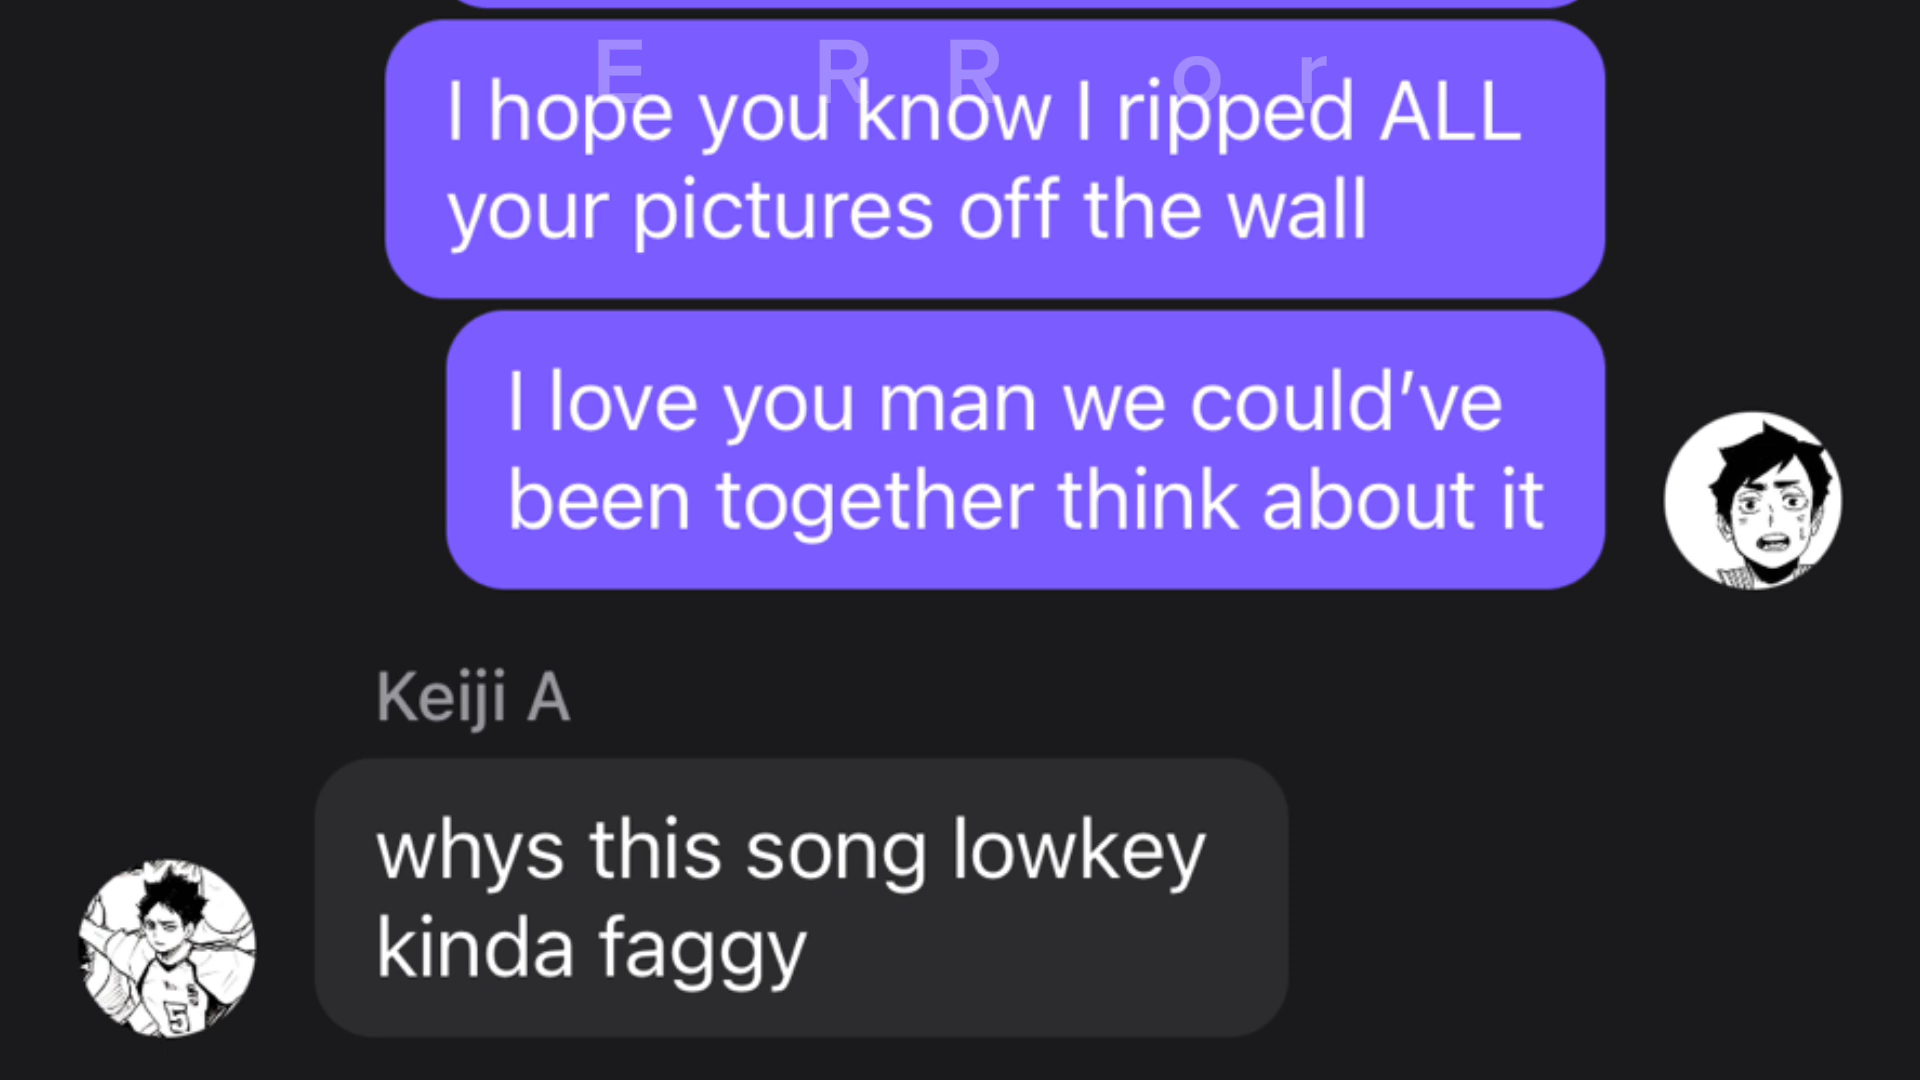 E R R o r
I hope you know I ripped ALL
your pictures off the wall
I love you man we could've
been together think about it
Keiji A
whys this song lowkey
kinda faggy
5